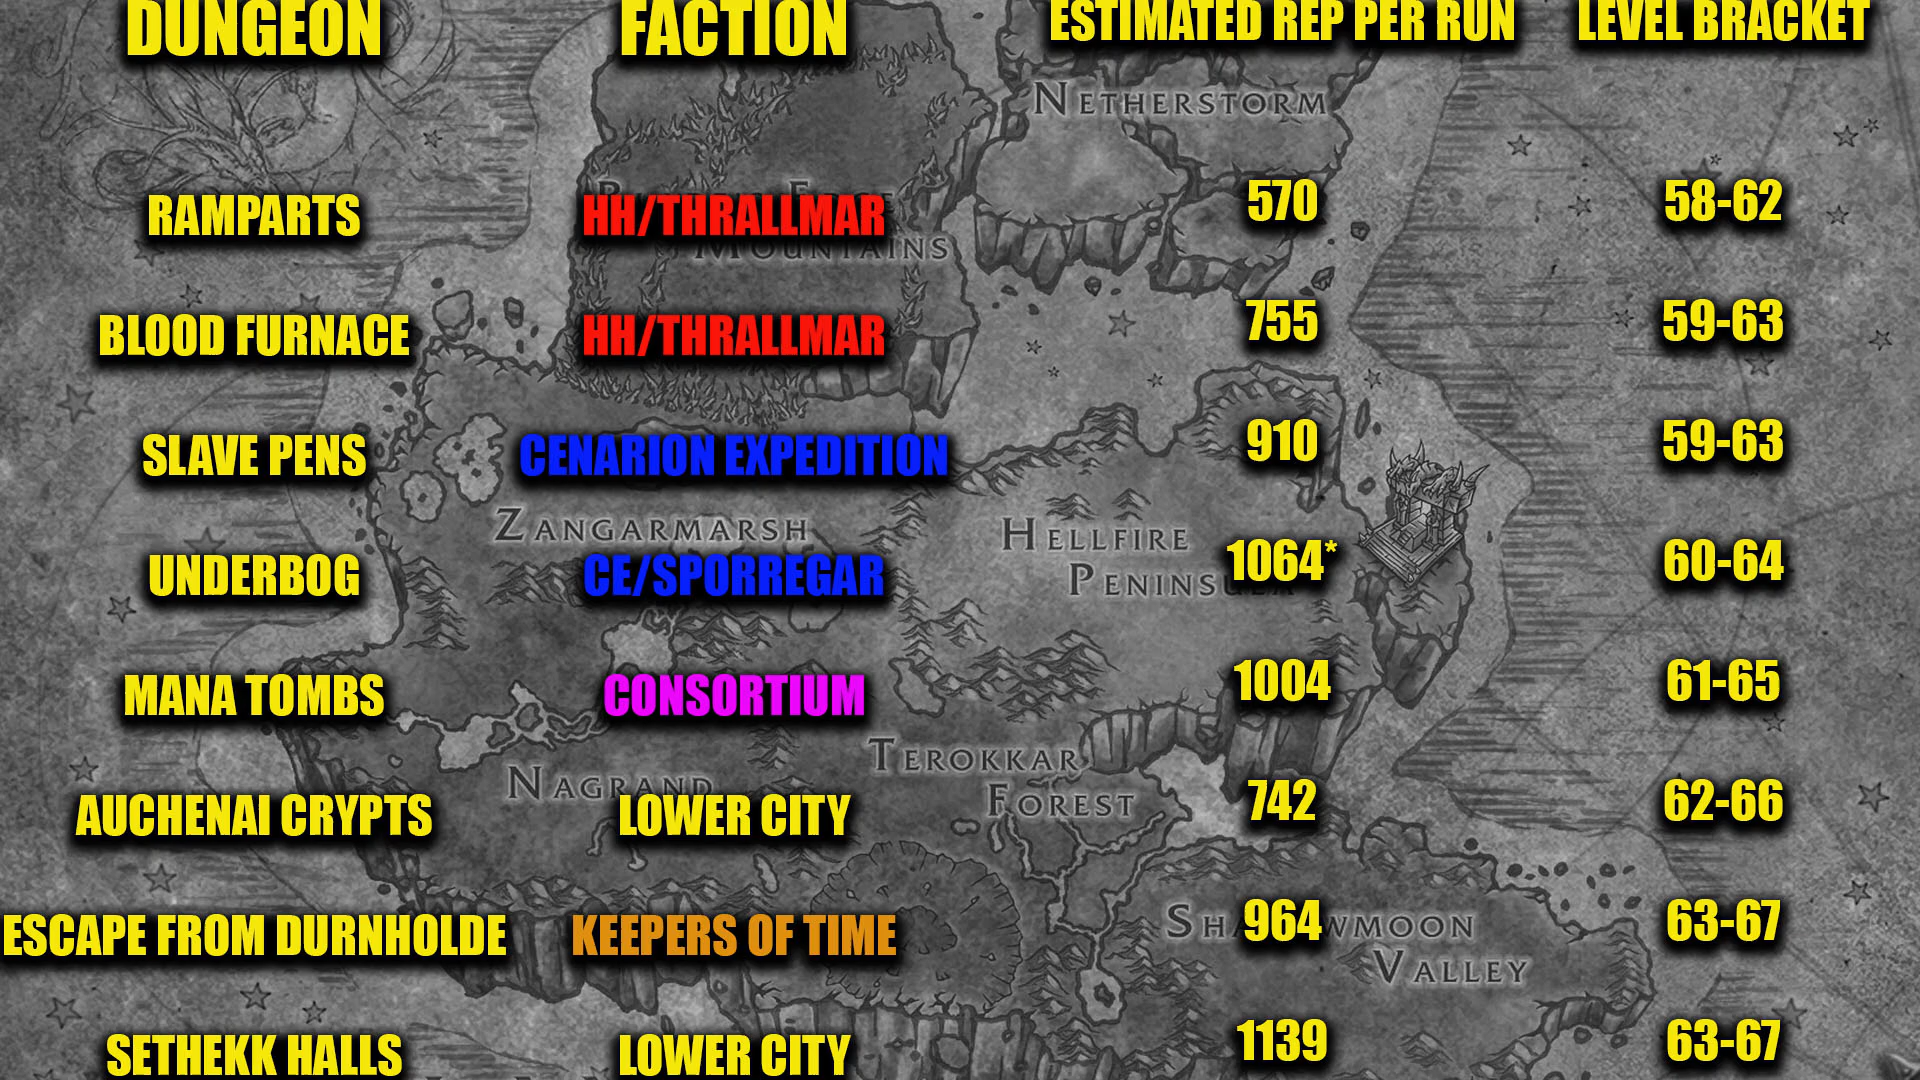 DUNGEON FACTION ESTIMATED REP PER RUN LEVEL BRACKET
NETHERSTORM
RAMPARTS HH/THRALLMAR 570 58-62
MOUNTAINS
BLOOD FURNACE HH/THRALLMAR 755 59-63
SLAVE PENS CENARION EXPEDITION 910 59-63
ZANGARMARSH HELLFIRE
PENINSULA
UNDERBOG CE/SPORREGAR 1064* 60-64
MANA TOMBS CONSORTIUM 1004 61-65
TEROKKAR
FOREST
NAGRAND
AUCHENAI CRYPTS LOWER CITY 742 62-66
ESCAPE FROM DURNHOLDE KEEPERS OF TIME 964 63-67
SHADOWMOON
VALLEY
SETHEKK HALLS LOWER CITY 1139 63-67